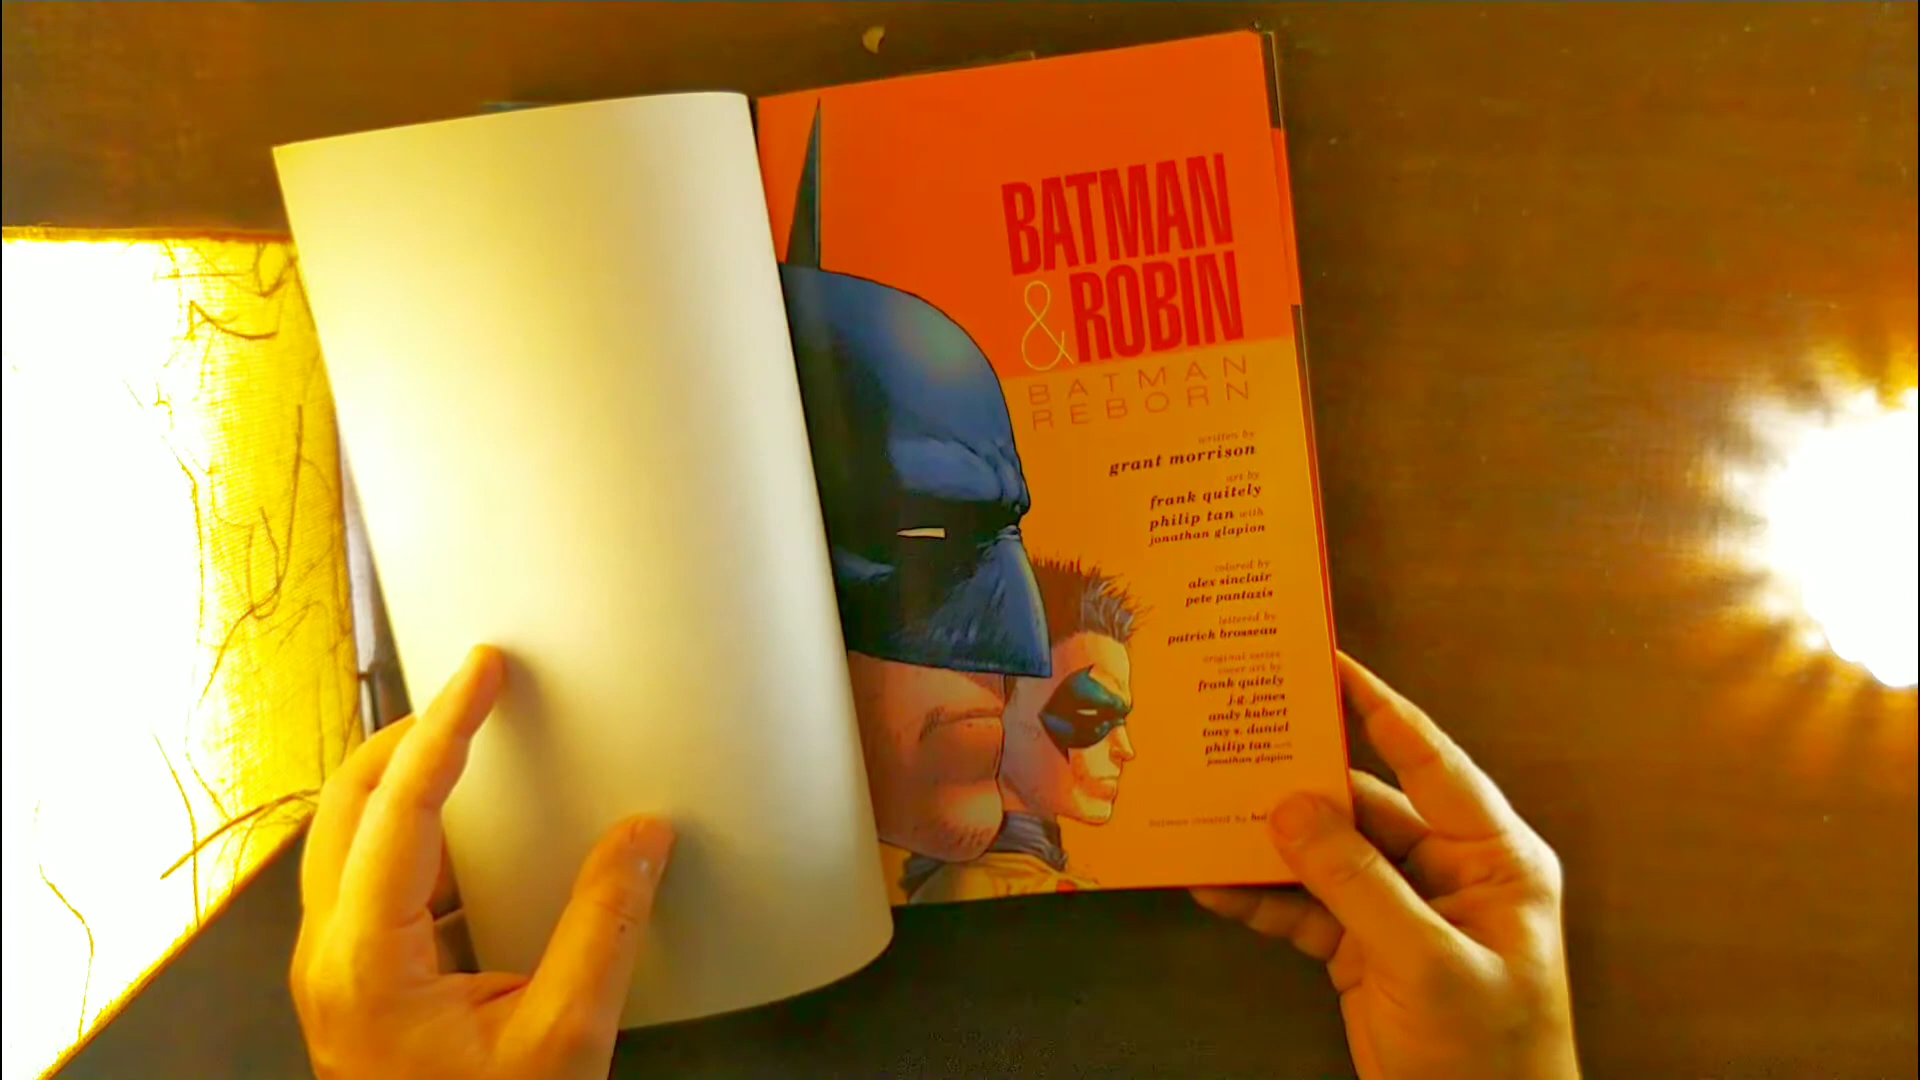 BATMAN
& ROBIN
BATMAN
REBORN
written by
grant morrison
art by
frank quitely
philip tan with
jonathan glapion
colored by
alex sinclair
pete pantazis
lettered by
patrick brosseau
original series
cover art by
frank quitely
j.g. jones
andy kubert
tony s. daniel
philip tan with
jonathan glapion
Batman created by